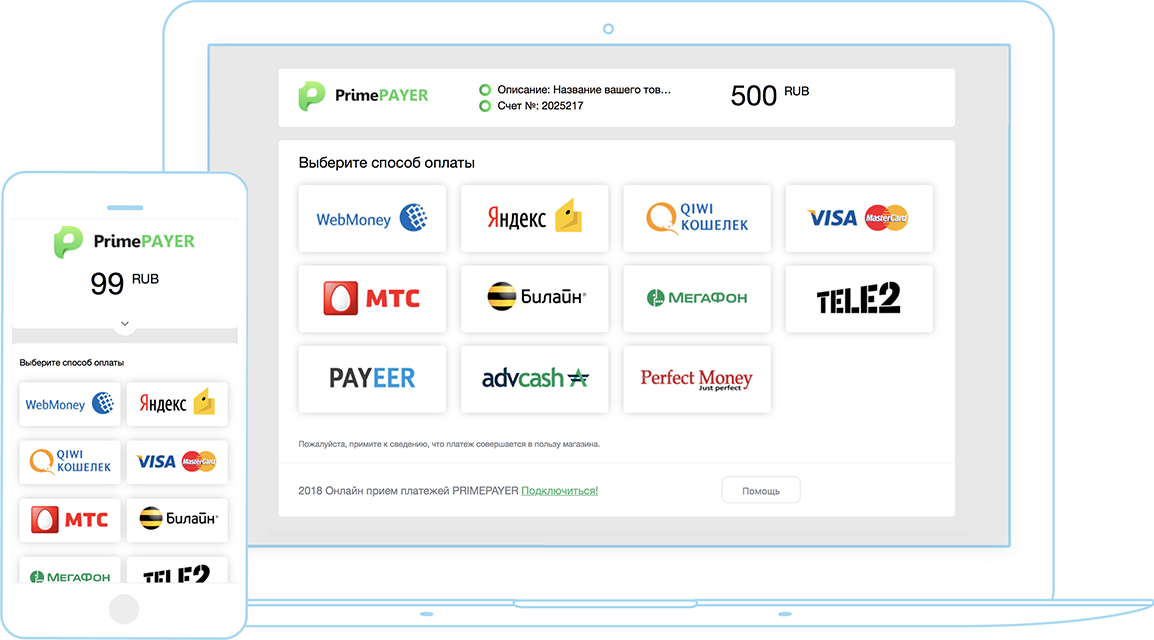 PrimePAYER
Описание: Название вашего тов...
Счет №: 2025217
500 RUB
Выберите способ оплаты
WebMoney
Яндекс
QIWI
КОШЕЛЕК
VISA
MasterCard
МТС
Билайн®
МЕГАФОН
TELE2
PAYEER
advcash
Perfect Money
Just perfect
Пожалуйста, примите к сведению, что платеж совершается в пользу магазина.
2018 Онлайн прием платежей PRIMEPAYER Подключиться!
Помощь
PrimePAYER
99 RUB
Выберите способ оплаты
WebMoney
Яндекс
QIWI
КОШЕЛЕК
VISA
MasterCard
МТС
Билайн®
МЕГАФОН
TELE2